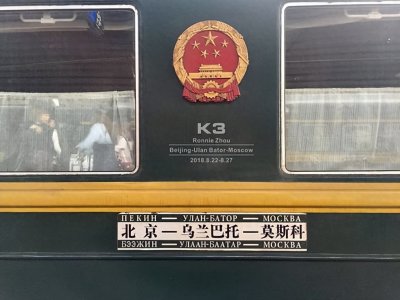 K3
Ronnie Zhou
Beijing-Ulan Bator-Moscow
2018.8.22-8.27
ПЕКИН — УЛАН-БАТОР — МОСКВА
北京—乌兰巴托—莫斯科
БЭЭЖИН — УЛААН-БААТАР — МОСКВА